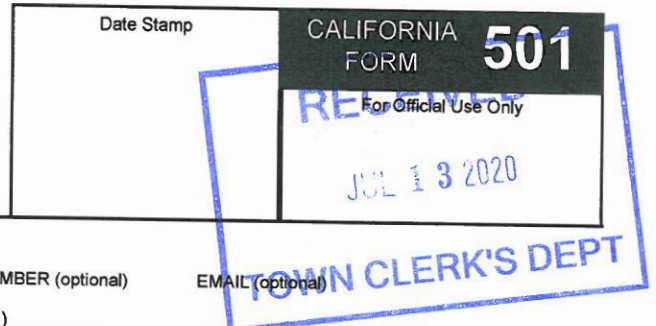 Date Stamp
CALIFORNIA
FORM
501
For Official Use Only
RECEIVED
JUL 13 2020
MBER (optional)
EMAIL (optional)
TOWN CLERK'S DEPT
)